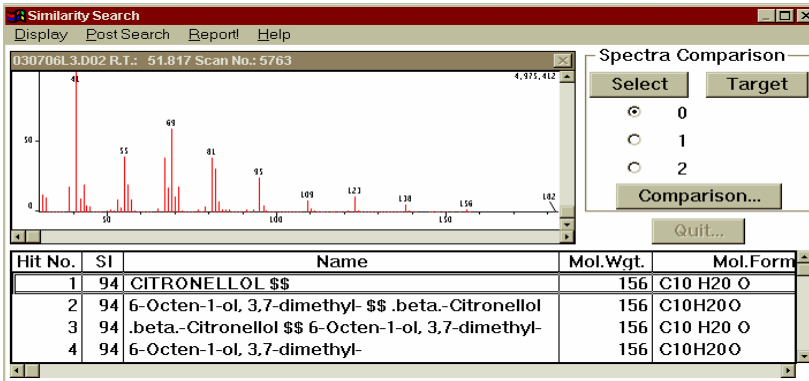 Similarity Search
Display Post Search Report! Help
030706L3.D02 R.T.: 51.817 Scan No.: 5763
4,975,412
41
69
50
55
81
95
109
123
138
156
182
0
50
100
150
Spectra Comparison
Select Target
0
1
2
Comparison...
Quit...
Hit No. SI Name Mol.Wgt. Mol.Form
1 94 CITRONELLOL $$ 156 C10 H20 O
2 94 6-Octen-1-ol, 3,7-dimethyl- $$ .beta.-Citronellol 156 C10H20O
3 94 .beta.-Citronellol $$ 6-Octen-1-ol, 3,7-dimethyl- 156 C10 H20 O
4 94 6-Octen-1-ol, 3,7-dimethyl- 156 C10H20O